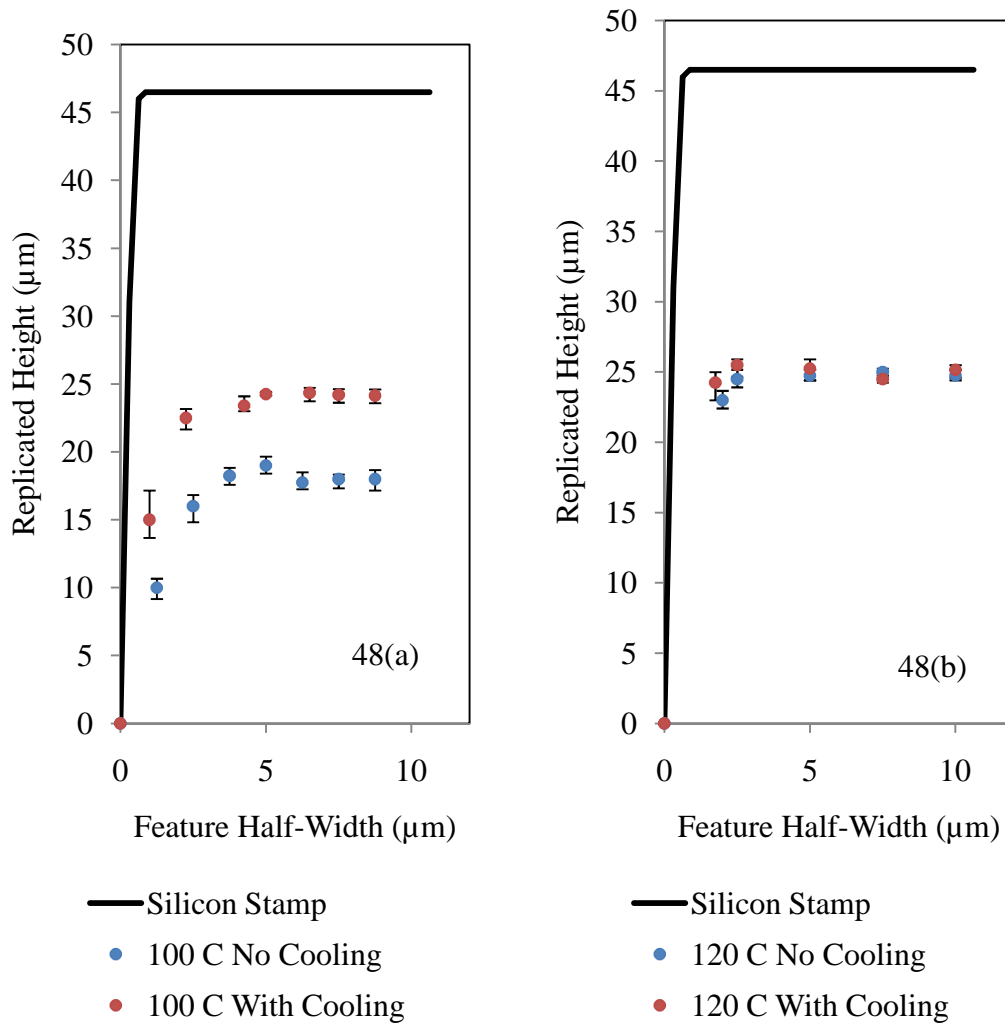 50
45
40
35
30
25
20
15
10
5
0
Replicated Height (μm)
48(a)
0 5 10
Feature Half-Width (μm)
Silicon Stamp
100 C No Cooling
100 C With Cooling
50
45
40
35
30
25
20
15
10
5
0
Replicated Height (μm)
48(b)
0 5 10
Feature Half-Width (μm)
Silicon Stamp
120 C No Cooling
120 C With Cooling